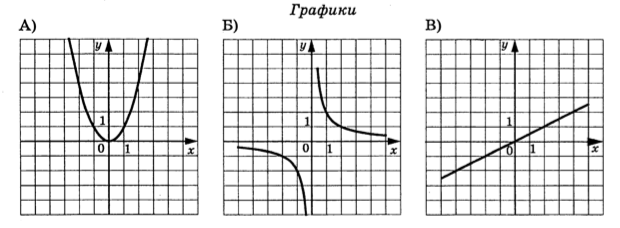 Графики
А) Б) В)
y y y
1 1 1
0 1 x 0 1 x 0 1 x